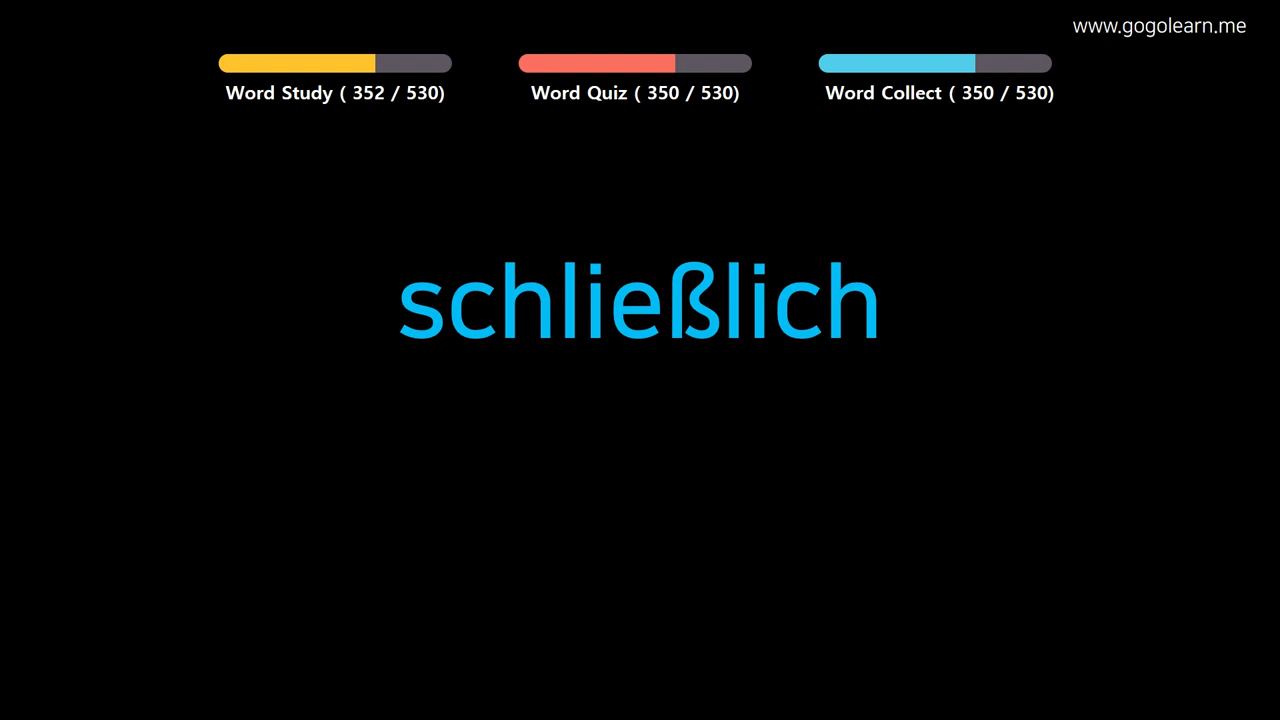 www.gogolearn.me
Word Study ( 352 / 530)
Word Quiz ( 350 / 530)
Word Collect ( 350 / 530)
schließlich